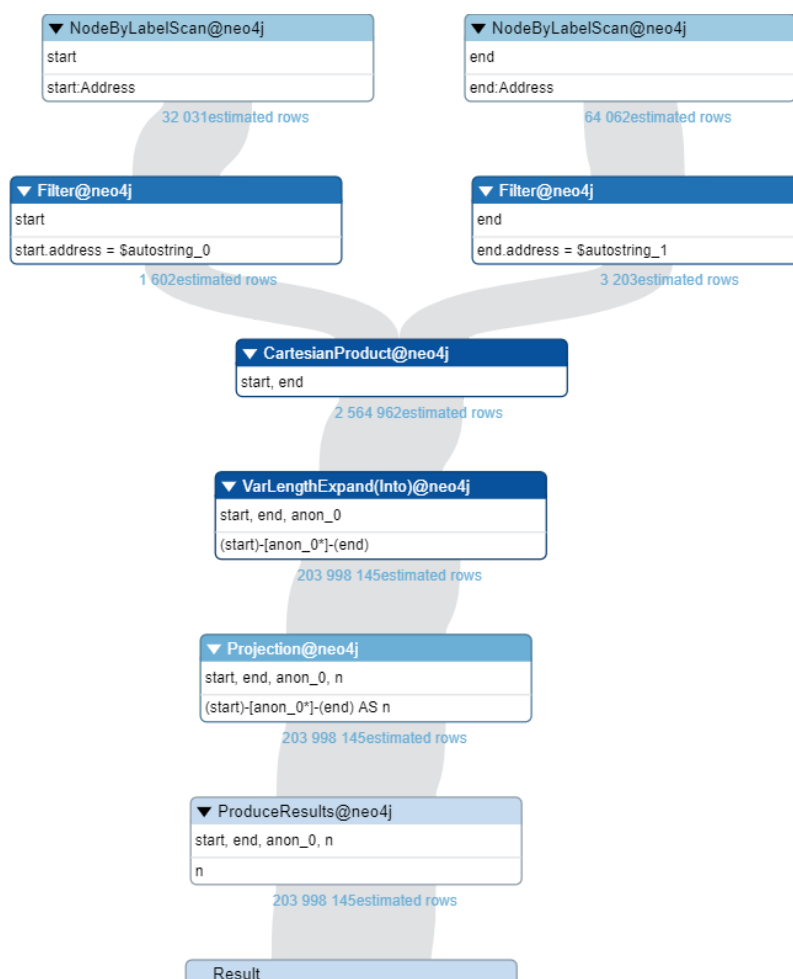 ▼ NodeByLabelScan@neo4j
start
start:Address
32 031estimated rows
▼ NodeByLabelScan@neo4j
end
end:Address
64 062estimated rows
▼ Filter@neo4j
start
start.address = $autostring_0
1 602estimated rows
▼ Filter@neo4j
end
end.address = $autostring_1
3 203estimated rows
▼ CartesianProduct@neo4j
start, end
2 564 962estimated rows
▼ VarLengthExpand(Into)@neo4j
start, end, anon_0
(start)-[anon_0*]-(end)
203 998 145estimated rows
▼ Projection@neo4j
start, end, anon_0, n
(start)-[anon_0*]-(end) AS n
203 998 145estimated rows
▼ ProduceResults@neo4j
start, end, anon_0, n
n
203 998 145estimated rows
Result